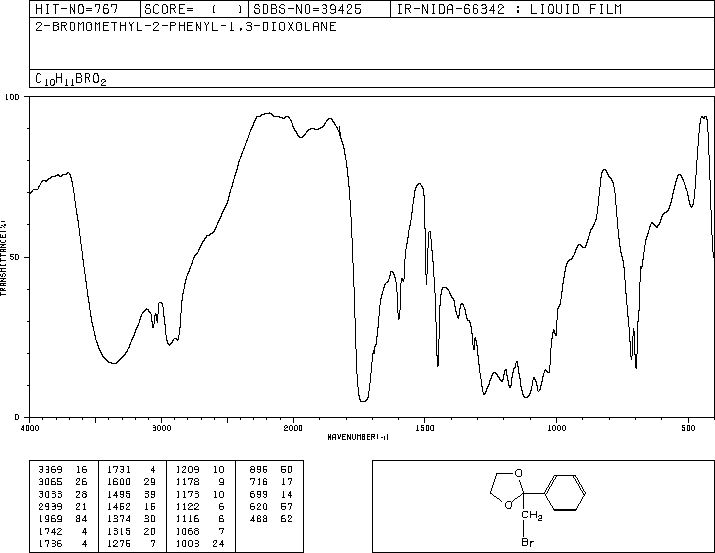 HIT-NO=767 SCORE= ( ) SDBS-NO=39425 IR-NIDA-66342 : LIQUID FILM
2-BROMOMETHYL-2-PHENYL-1,3-DIOXOLANE
C10H11BRO2
100
50
0
TRANSMITTANCE(%)
4000 3000 2000 1500 1000 500
WAVENUMBER(-1)
3369 16 1731 4 1209 10 896 50
3065 26 1600 29 1178 9 716 17
3033 28 1495 39 1173 10 699 14
2939 21 1452 15 1122 6 620 57
1969 84 1374 30 1116 6 488 62
1742 4 1315 20 1068 7
1736 4 1275 7 1003 24
O
O
CH2
Br